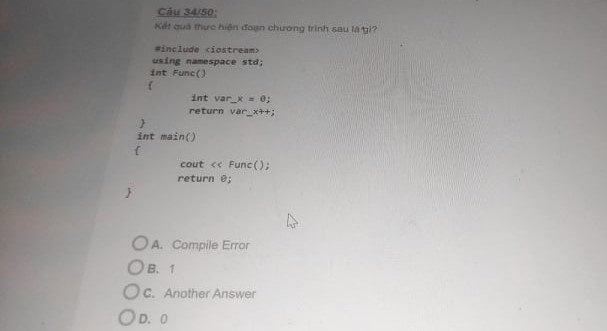 Câu 34/50:
Kết quả thực hiện đoạn chương trình sau là gì?
#include <iostream>
using namespace std;
int Func()
{
int var_x = 0;
return var_x++;
}
int main()
{
cout << Func();
return 0;
}
A. Compile Error
B. 1
C. Another Answer
D. 0